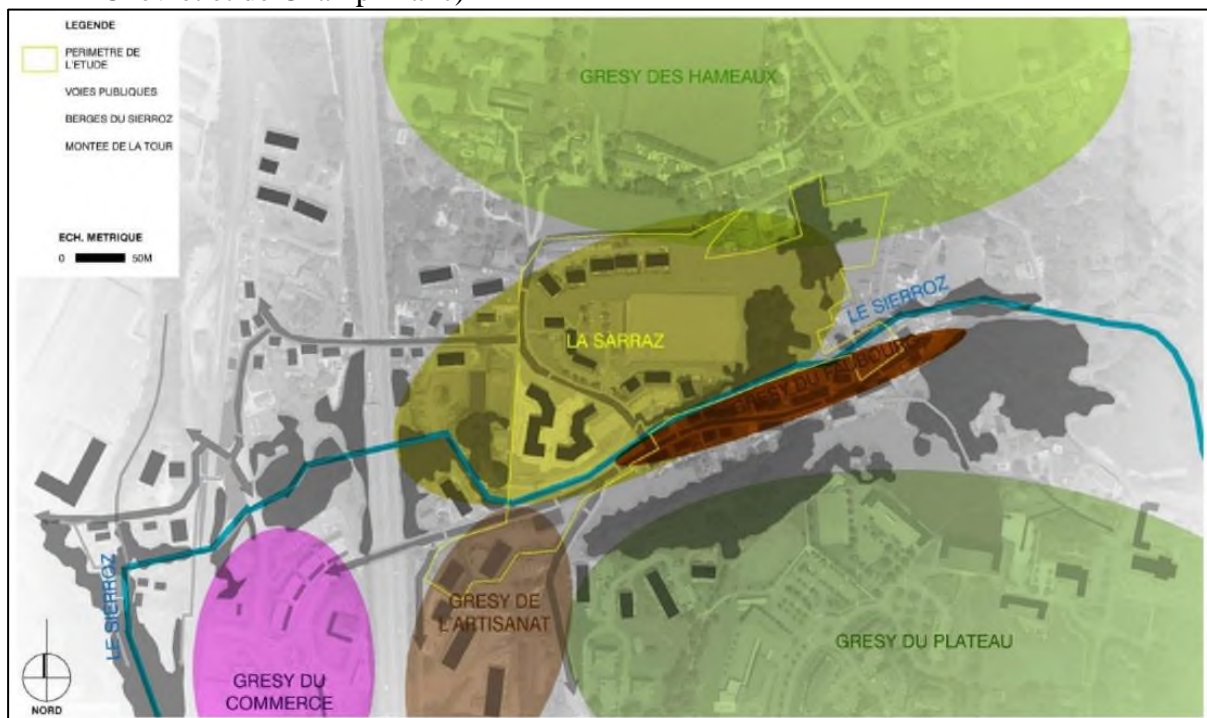 LEGENDE
PERIMETRE DE
L'ETUDE
VOIES PUBLIQUES
BERGES DU SIERROZ
MONTEE DE LA TOUR
ECH. METRIQUE
0 50M
GRESY DES HAMEAUX
LE SIERROZ
LA SARRAZ
GRESY DU FAUBOURG
LE SIERROZ
GRESY DE
L'ARTISANAT
GRESY DU PLATEAU
GRESY DU
COMMERCE
NORD